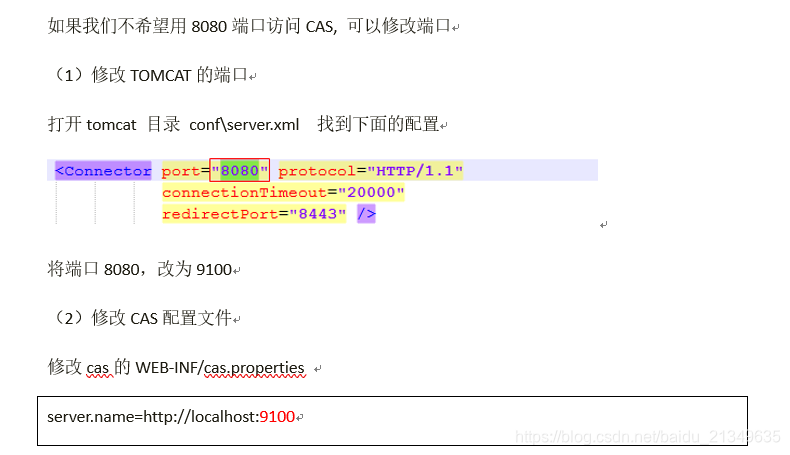 如果我们不希望用 8080 端口访问 CAS, 可以修改端口
（1）修改 TOMCAT 的端口
打开 tomcat 目录 conf\server.xml 找到下面的配置
<Connector port="8080" protocol="HTTP/1.1"
connectionTimeout="20000"
redirectPort="8443" />
将端口 8080，改为 9100
（2）修改 CAS 配置文件
修改 cas 的 WEB-INF/cas.properties
server.name=http://localhost:9100
https://blog.csdn.net/baidu_21349635